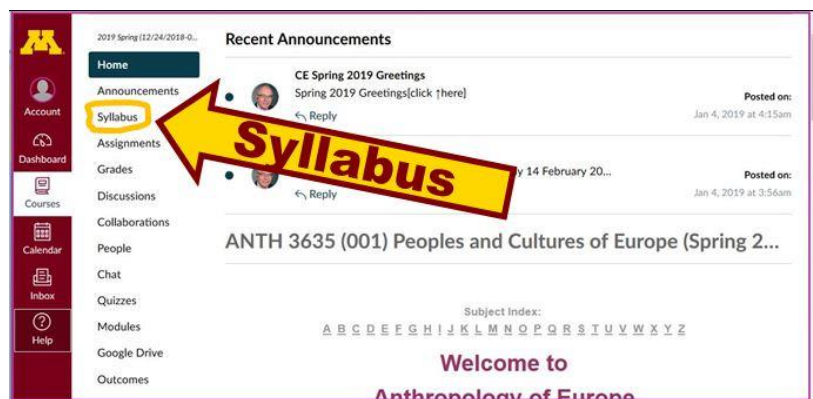 M
Account
Dashboard
Courses
Calendar
Inbox
?
Help
2019 Spring (12/24/2018-0...
Home
Announcements
Syllabus
Assignments
Grades
Discussions
Collaborations
People
Chat
Quizzes
Modules
Google Drive
Outcomes
Recent Announcements
CE Spring 2019 Greetings
Spring 2019 Greetings[click ↑here]
Reply
Posted on:
Jan 4, 2019 at 4:15am
Syllabus
y 14 February 20...
Reply
Posted on:
Jan 4, 2019 at 3:56am
ANTH 3635 (001) Peoples and Cultures of Europe (Spring 2...
Subject Index:
A B C D E F G H I J K L M N O P Q R S T U V W X Y Z
Welcome to
Anthropology of Europe